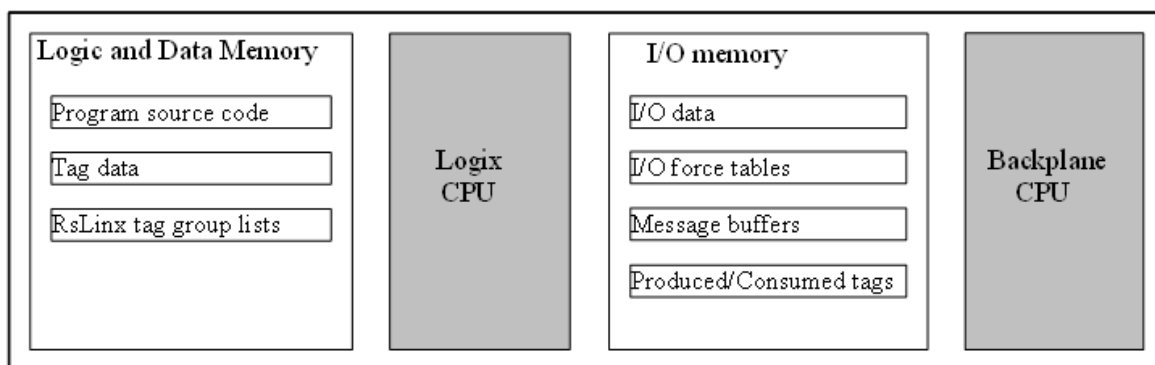 Logic and Data Memory
Program source code
Tag data
RsLinx tag group lists
Logix
CPU
I/O memory
I/O data
I/O force tables
Message buffers
Produced/Consumed tags
Backplane
CPU